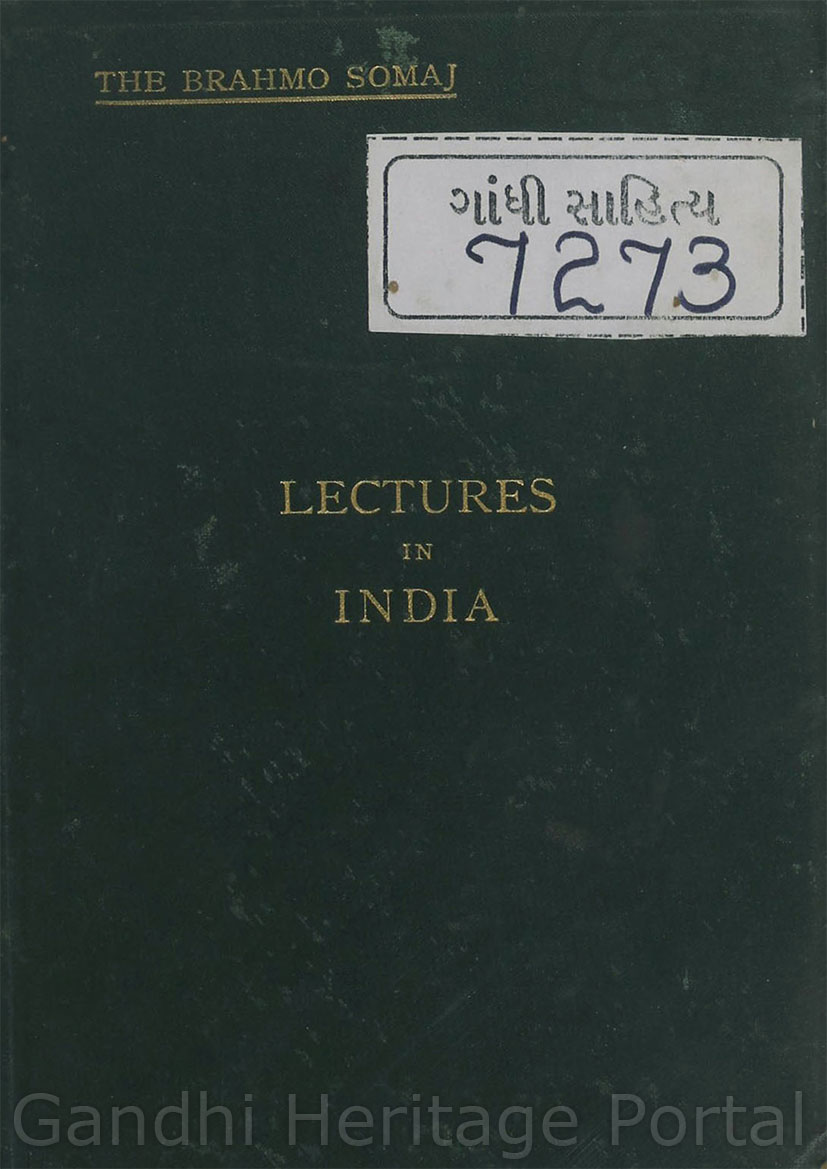 THE BRAHMO SOMAJ
ગાંધી સાહિત્ય
7273
LECTURES
IN
INDIA
Gandhi Heritage Portal